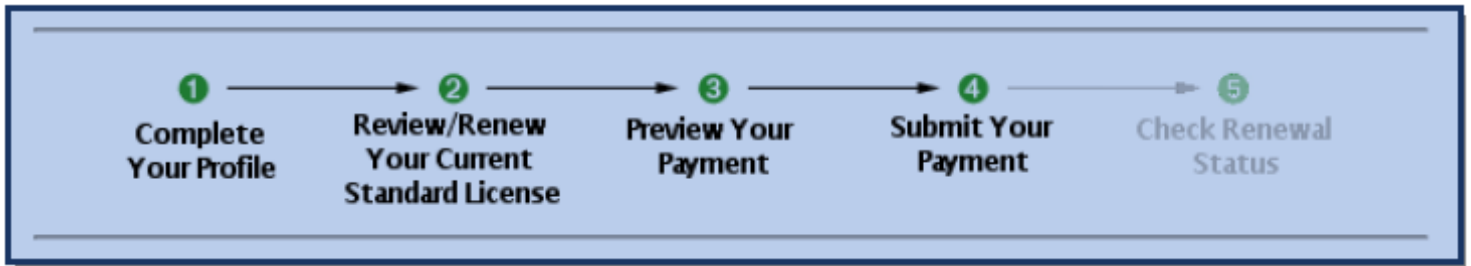 1
Complete
Your Profile
2
Review/Renew
Your Current
Standard License
3
Preview Your
Payment
4
Submit Your
Payment
5
Check Renewal
Status